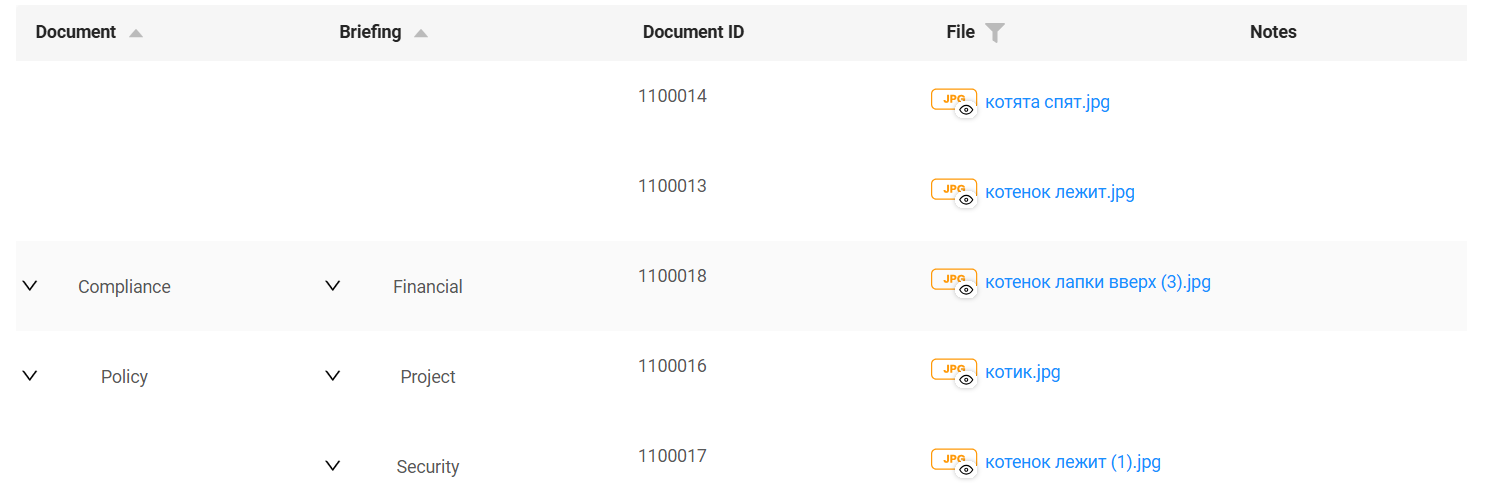 Document Briefing Document ID File Notes
1100014 JPG котята спят.jpg
1100013 JPG котенок лежит.jpg
Compliance Financial 1100018 JPG котенок лапки вверх (3).jpg
Policy Project 1100016 JPG котик.jpg
Security 1100017 JPG котенок лежит (1).jpg